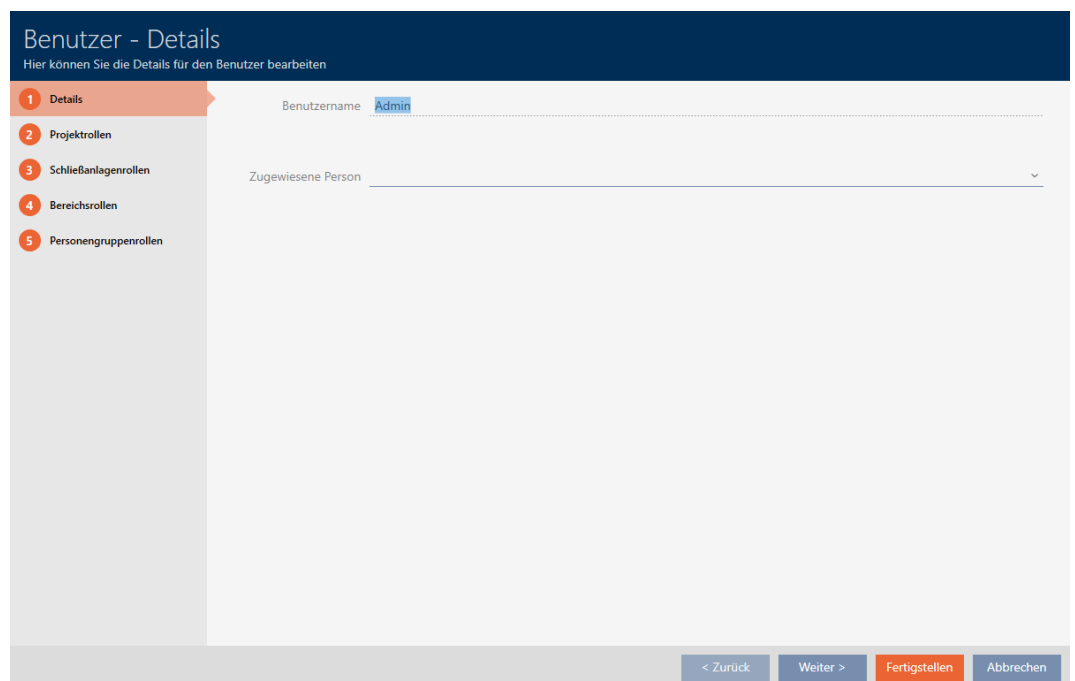 Benutzer - Details
Hier können Sie die Details für den Benutzer bearbeiten
1 Details
2 Projektrollen
3 Schließanlagenrollen
4 Bereichsrollen
5 Personengruppenrollen
Benutzername Admin
Zugewiesene Person
< Zurück Weiter > Fertigstellen Abbrechen